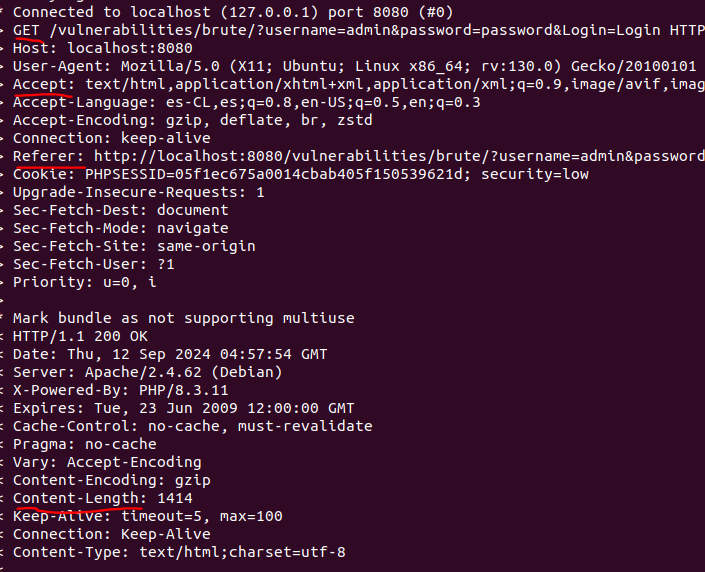 * Connected to localhost (127.0.0.1) port 8080 (#0)
> GET /vulnerabilities/brute/?username=admin&password=password&Login=Login HTTP
> Host: localhost:8080
> User-Agent: Mozilla/5.0 (X11; Ubuntu; Linux x86_64; rv:130.0) Gecko/20100101
> Accept: text/html,application/xhtml+xml,application/xml;q=0.9,image/avif,imag
> Accept-Language: es-CL,es;q=0.8,en-US;q=0.5,en;q=0.3
> Accept-Encoding: gzip, deflate, br, zstd
> Connection: keep-alive
> Referer: http://localhost:8080/vulnerabilities/brute/?username=admin&password
> Cookie: PHPSESSID=05f1ec675a0014cbab405f150539621d; security=low
> Upgrade-Insecure-Requests: 1
> Sec-Fetch-Dest: document
> Sec-Fetch-Mode: navigate
> Sec-Fetch-Site: same-origin
> Sec-Fetch-User: ?1
> Priority: u=0, i
>
* Mark bundle as not supporting multiuse
< HTTP/1.1 200 OK
< Date: Thu, 12 Sep 2024 04:57:54 GMT
< Server: Apache/2.4.62 (Debian)
< X-Powered-By: PHP/8.3.11
< Expires: Tue, 23 Jun 2009 12:00:00 GMT
< Cache-Control: no-cache, must-revalidate
< Pragma: no-cache
< Vary: Accept-Encoding
< Content-Encoding: gzip
< Content-Length: 1414
< Keep-Alive: timeout=5, max=100
< Connection: Keep-Alive
< Content-Type: text/html;charset=utf-8
<